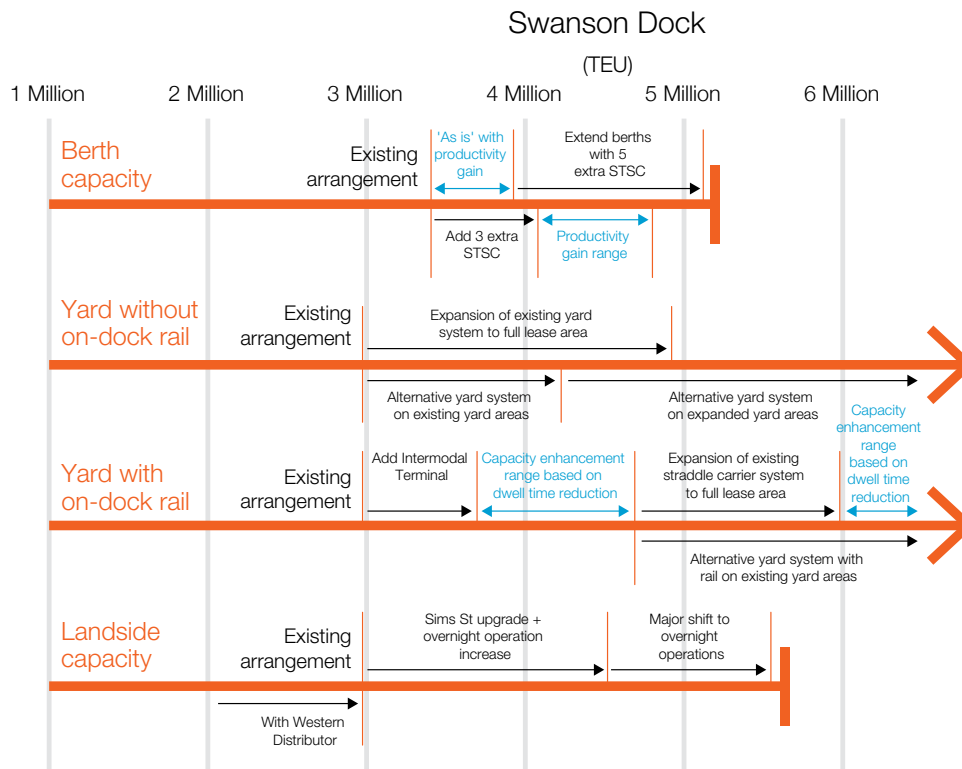 Swanson Dock
(TEU)
1 Million
2 Million
3 Million
4 Million
5 Million
6 Million
Berth
capacity
Existing
arrangement
'As is' with
productivity
gain
Extend berths
with 5
extra STSC
Add 3 extra
STSC
Productivity
gain range
Yard without
on-dock rail
Existing
arrangement
Expansion of existing yard
system to full lease area
Alternative yard system
on existing yard areas
Alternative yard system
on expanded yard areas
Yard with
on-dock rail
Existing
arrangement
Add Intermodal
Terminal
Capacity enhancement
range based on
dwell time reduction
Expansion of existing
straddle carrier system
to full lease area
Capacity
enhancement
range
based on
dwell time
reduction
Alternative yard system with
rail on existing yard areas
Landside
capacity
Existing
arrangement
Sims St upgrade +
overnight operation
increase
Major shift to
overnight
operations
With Western
Distributor